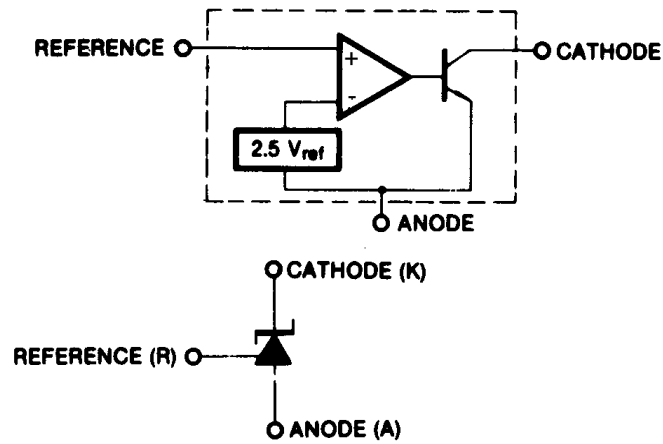 REFERENCE
CATHODE
+
-
2.5 Vref
ANODE
CATHODE (K)
REFERENCE (R)
ANODE (A)